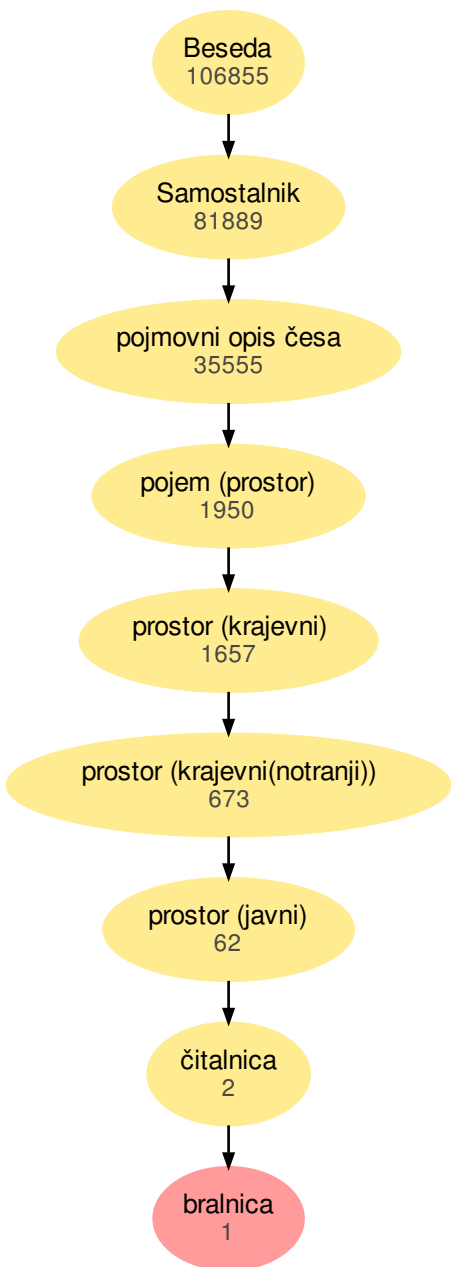 Beseda
106855
Samostalnik
81889
pojmovni opis česa
35555
pojem (prostor)
1950
prostor (krajevni)
1657
prostor (krajevni(notranji))
673
prostor (javni)
62
čitalnica
2
bralnica
1